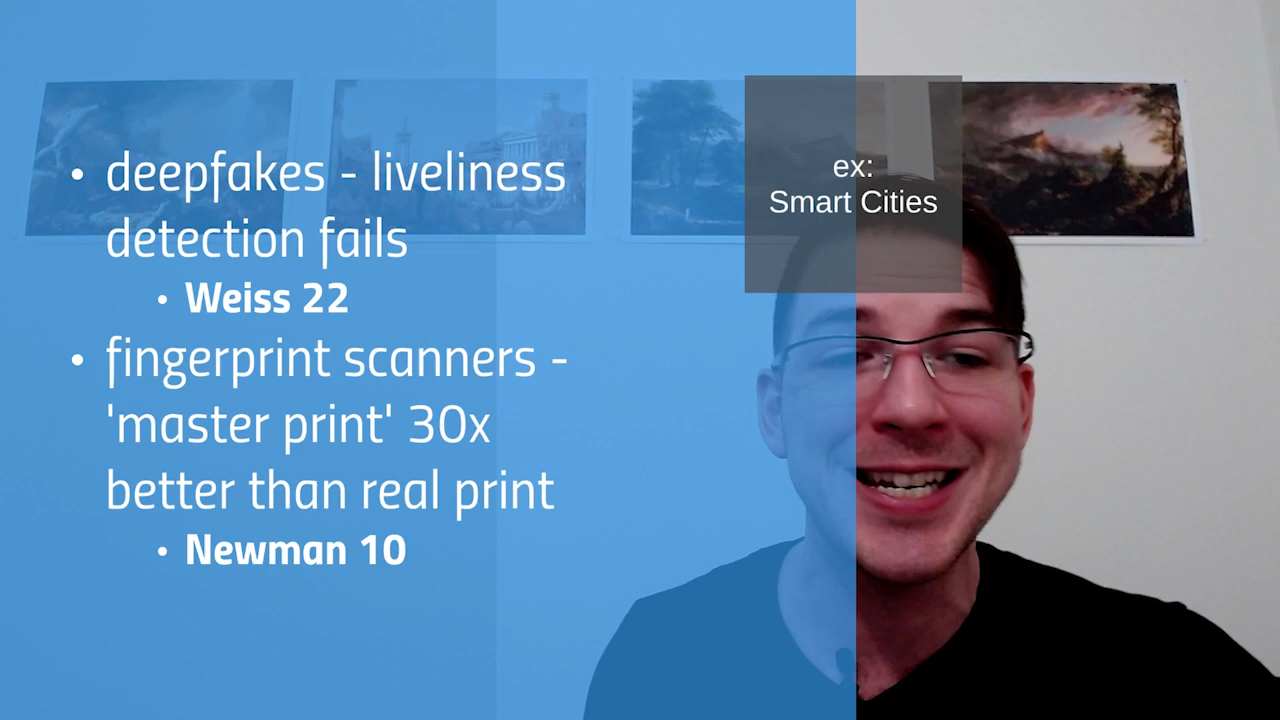 • deepfakes - liveliness
detection fails
• Weiss 22
• fingerprint scanners -
'master print' 30x
better than real print
• Newman 10
ex:
Smart Cities